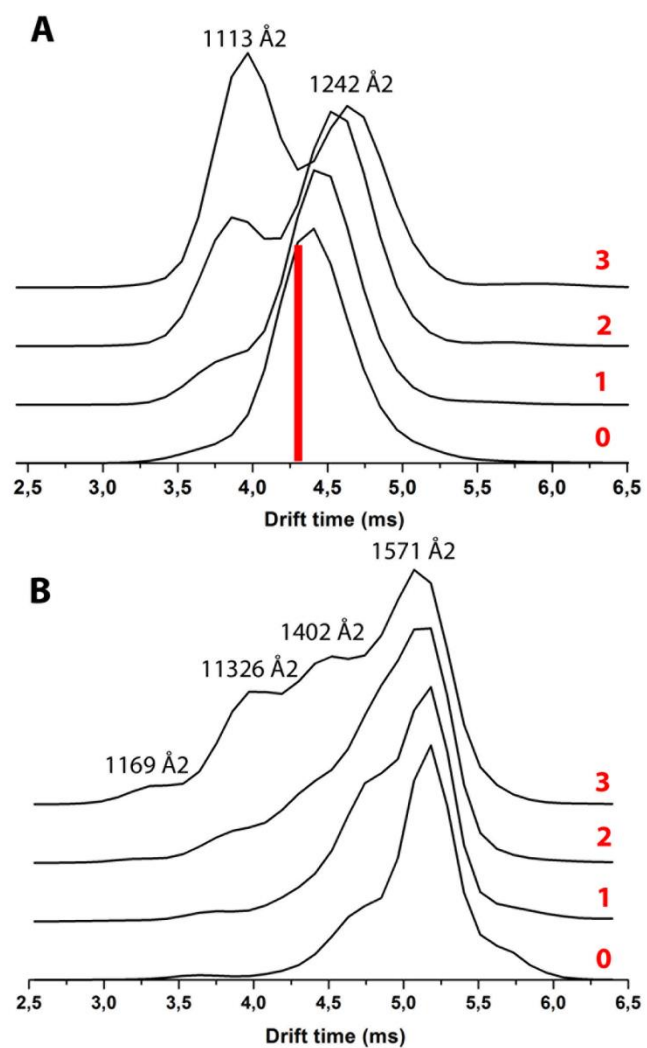 A
1113 Å2
1242 Å2
3
2
1
0
2,5 3,0 3,5 4,0 4,5 5,0 5,5 6,0 6,5
Drift time (ms)
B
1571 Å2
1402 Å2
11326 Å2
1169 Å2
3
2
1
0
2,5 3,0 3,5 4,0 4,5 5,0 5,5 6,0 6,5
Drift time (ms)